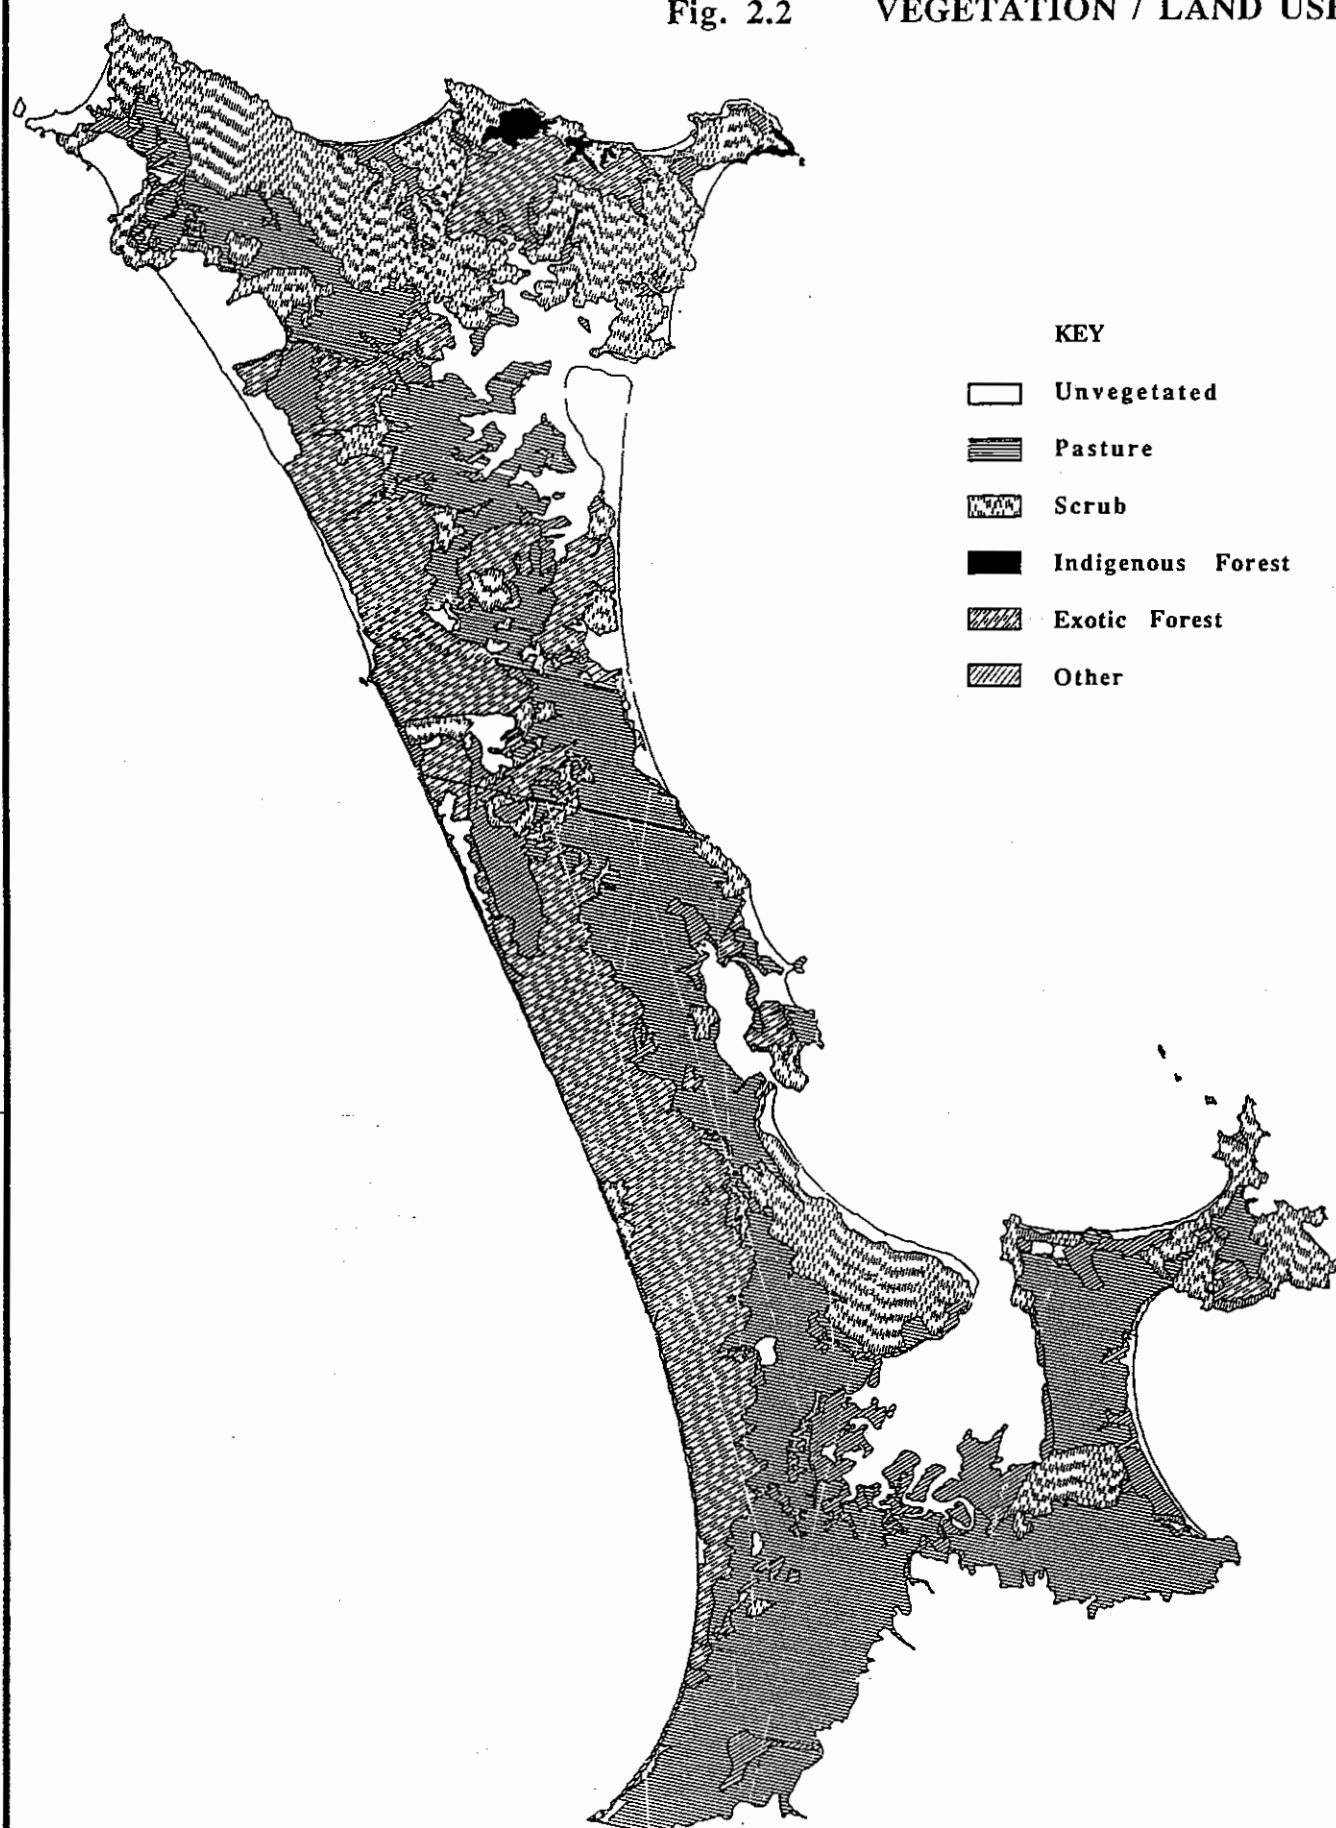 Fig. 2.2 VEGETATION / LAND USE
KEY
Unvegetated
Pasture
Scrub
Indigenous Forest
Exotic Forest
Other